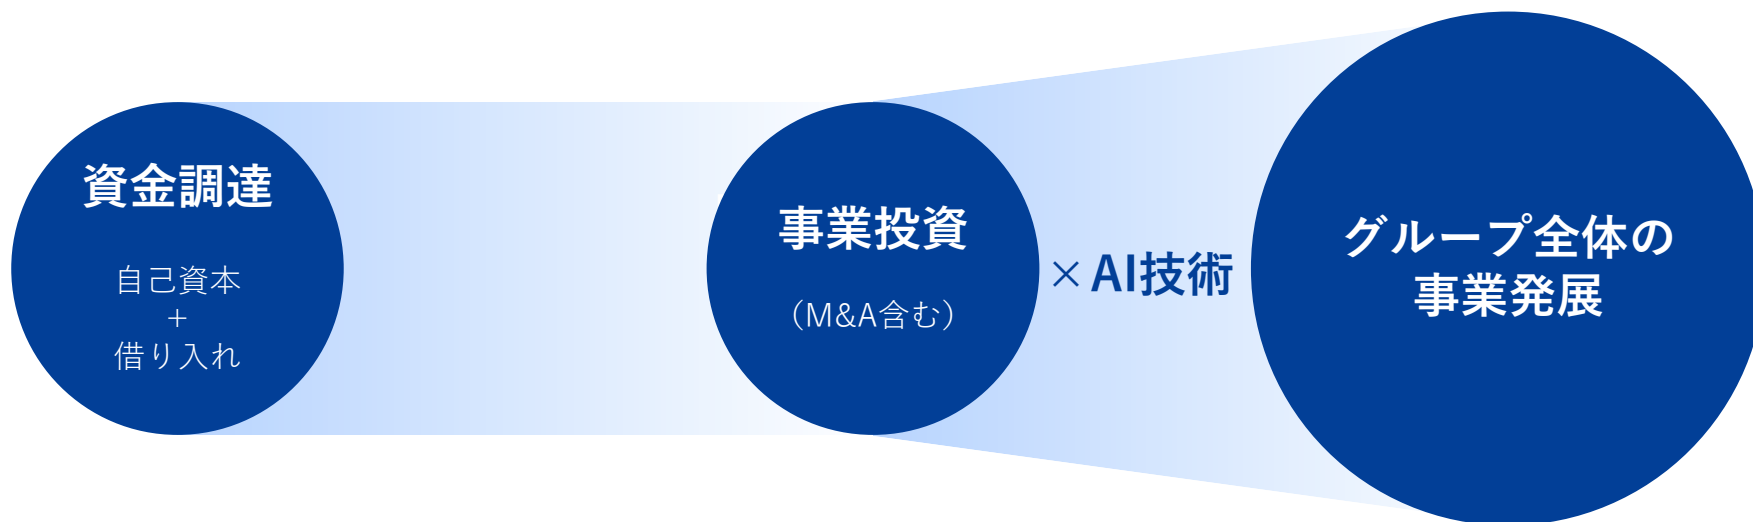 資金調達
自己資本
+
借り入れ
事業投資
（M&A含む）
×AI技術
グループ全体の
事業発展